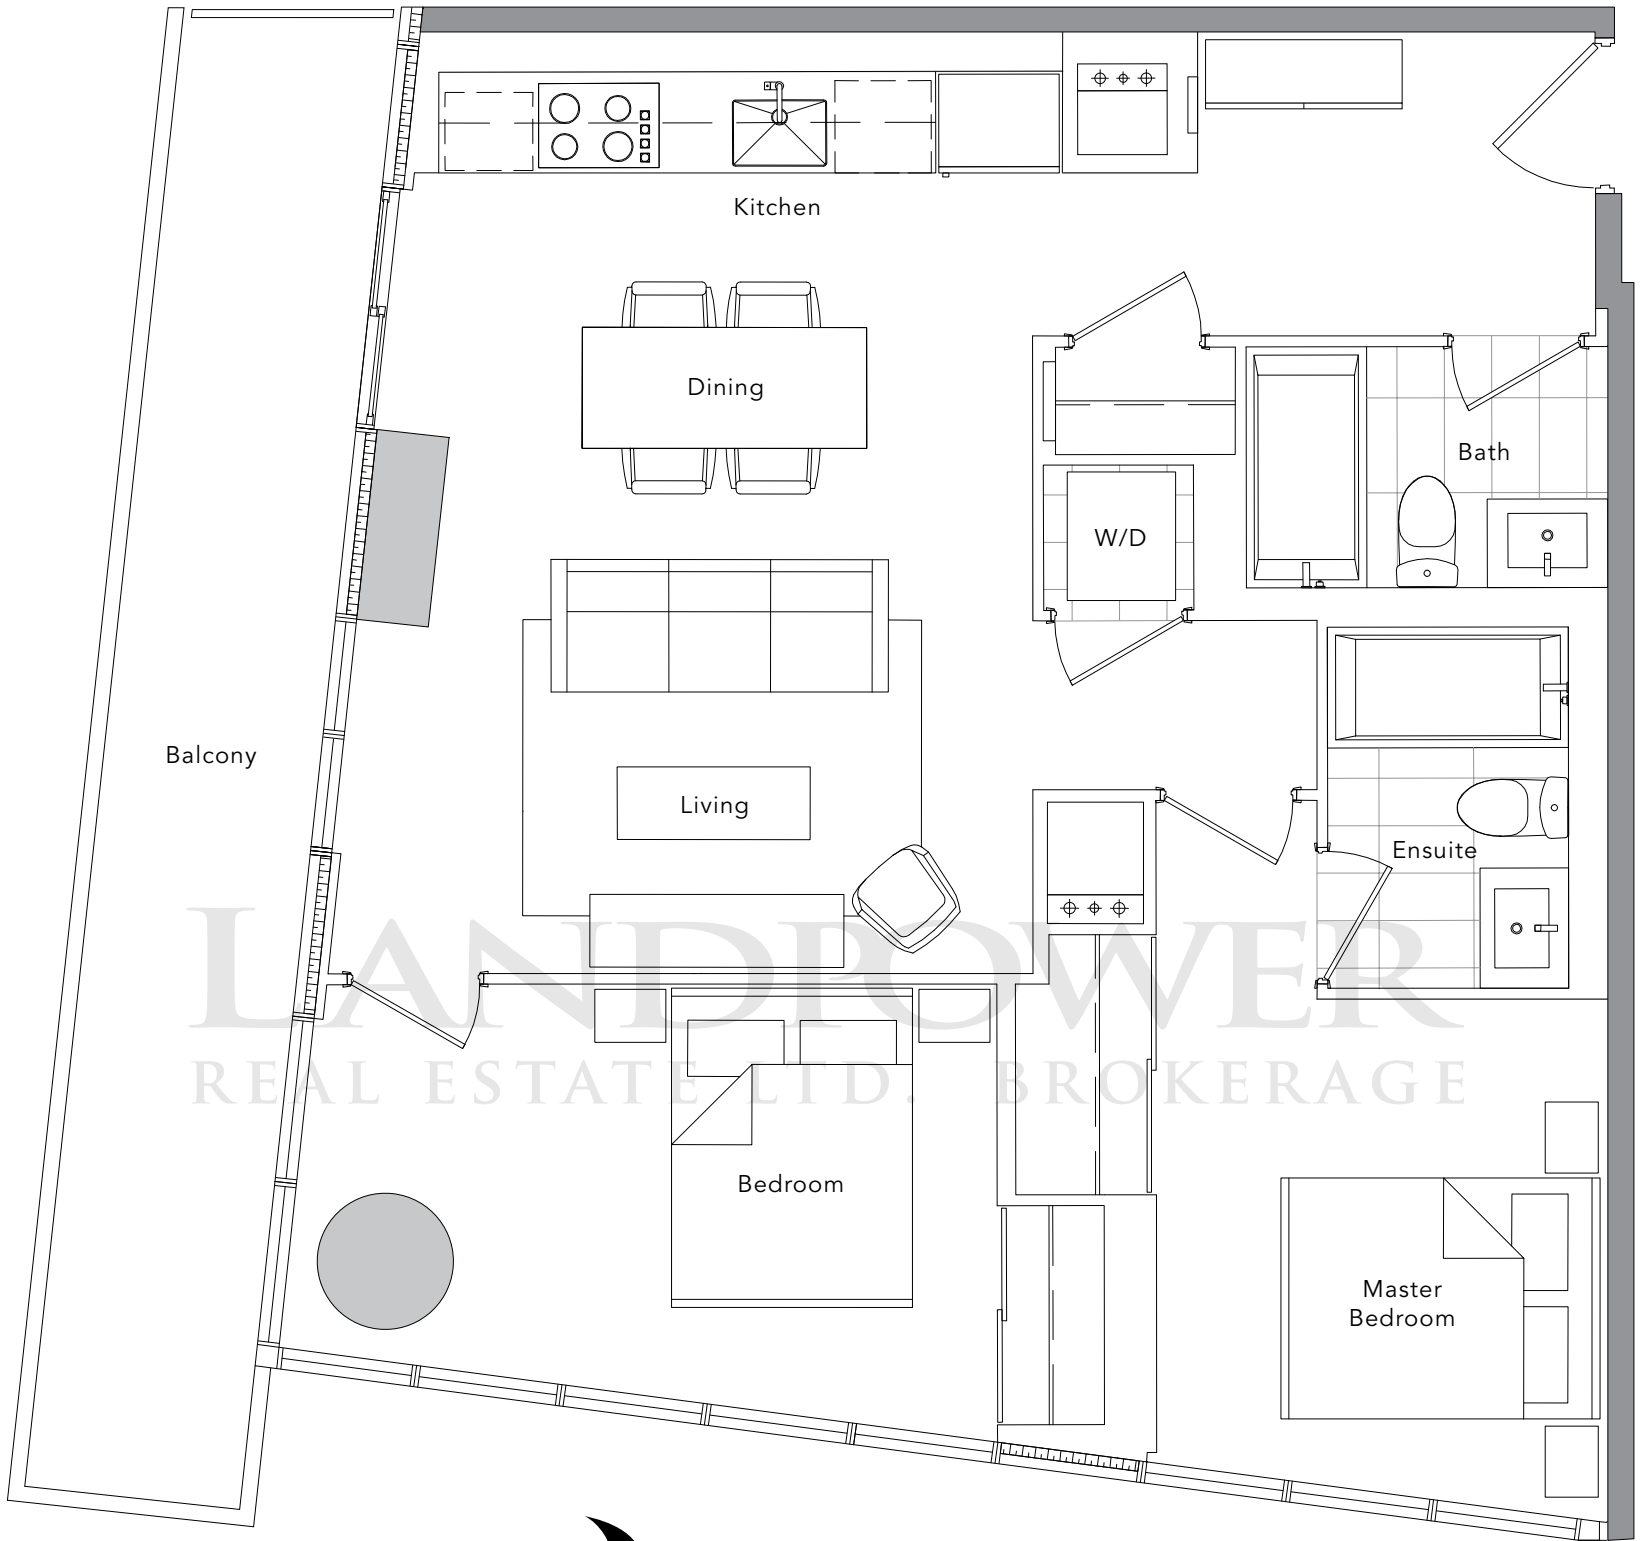 Kitchen
Dining
Bath
W/D
Balcony
Living
Ensuite
LANDPOWER
REAL ESTATE LTD. BROKERAGE
Bedroom
Master
Bedroom